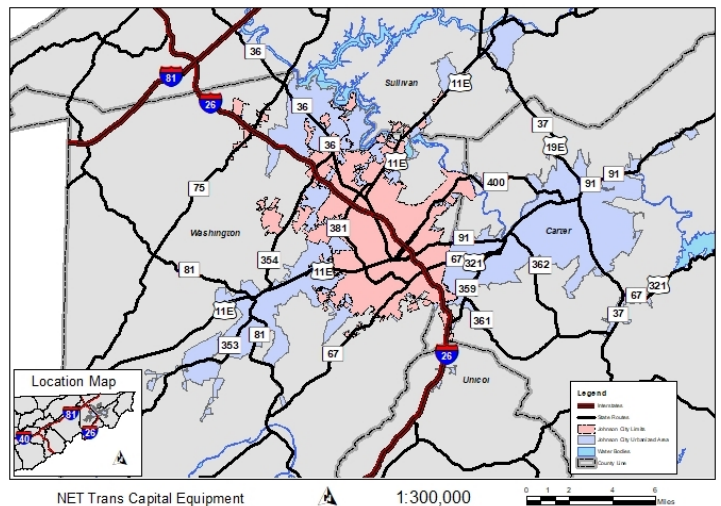 36
81
11E
Sullivan
26
36
37
36
19E
11E
91
91
400
75
381
Washington
Carter
91
354
67
321
362
81
11E
321
359
67
11E
37
361
81
353
67
26
Unicoi
Location Map
81
40
26
Legend
Interstates
State Routes
Johnson City Limits
Johnson City Urbanized Area
Water Bodies
County Line
NET Trans Capital Equipment
1:300,000
0 1 2 4 6
Miles